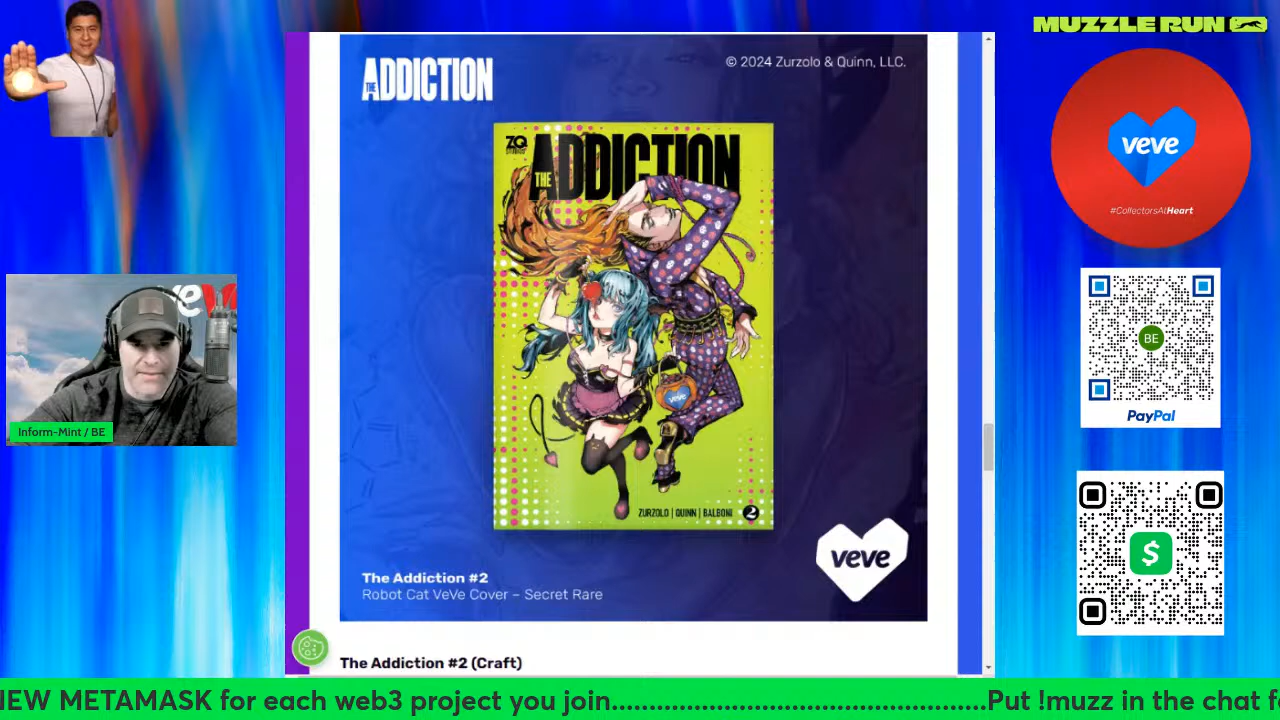 MUZZLE RUN
THE ADDICTION
© 2024 Zurzolo & Quinn, LLC.
ZQ
STUDIOS
THE ADDICTION
veve
#CollectorsAtHeart
BE
PayPal
Inform-Mint / BE
veve
ZURZOLO | QUINN | BALBONI 2
veve
The Addiction #2
Robot Cat VeVe Cover – Secret Rare
$
The Addiction #2 (Craft)
NEW METAMASK for each web3 project you join..................................................Put !muzz in the chat